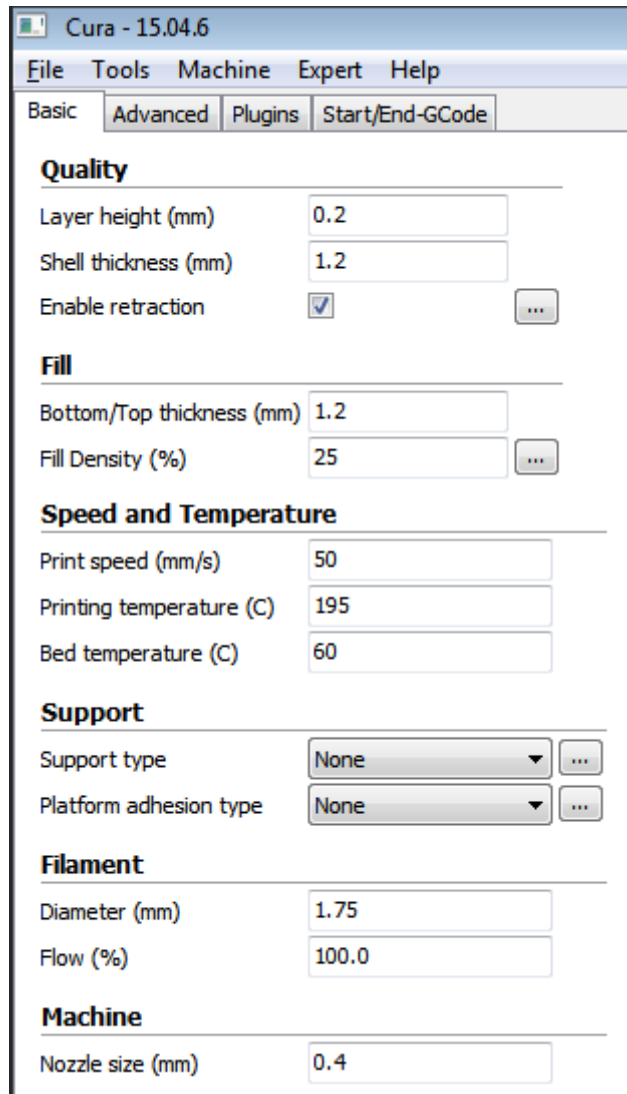 Cura - 15.04.6
File Tools Machine Expert Help
Basic Advanced Plugins Start/End-GCode
Quality
Layer height (mm) 0.2
Shell thickness (mm) 1.2
Enable retraction ...
Fill
Bottom/Top thickness (mm) 1.2
Fill Density (%) 25 ...
Speed and Temperature
Print speed (mm/s) 50
Printing temperature (C) 195
Bed temperature (C) 60
Support
Support type None ...
Platform adhesion type None ...
Filament
Diameter (mm) 1.75
Flow (%) 100.0
Machine
Nozzle size (mm) 0.4